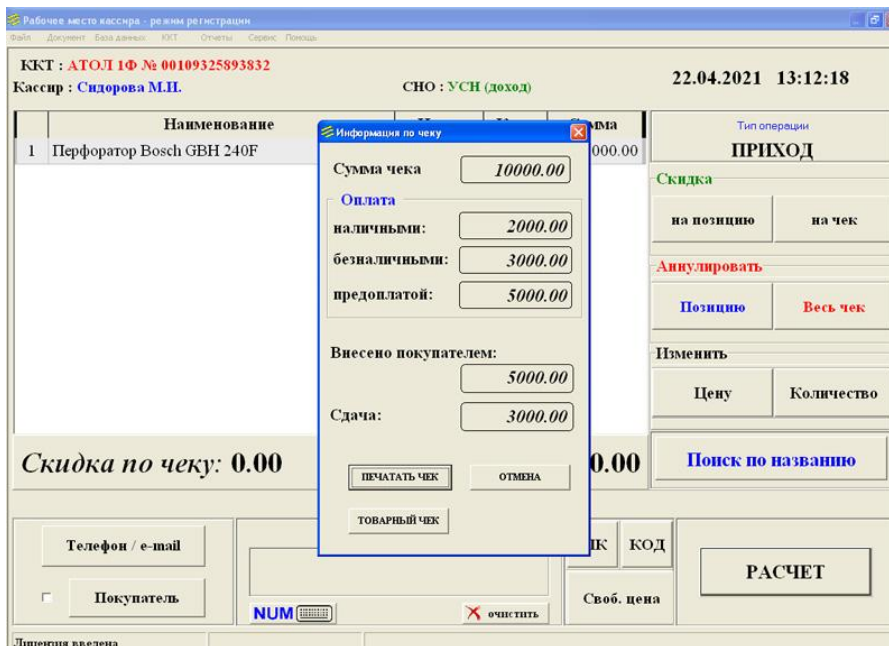 Рабочее место кассира - режим регистрации
Файл Документ База данных ККТ Отчеты Сервис Помощь
ККТ : АТОЛ 1Ф № 00109325893832
Кассир : Сидорова М.П.
СНО : УСН (доход)
22.04.2021 13:12:18
Наименование
1 Перфоратор Bosch GBH 240F
000.00
Информация по чеку
Сумма чека 10000.00
Оплата
наличными: 2000.00
безналичными: 3000.00
предоплатой: 5000.00
Внесено покупателем:
5000.00
Сдача: 3000.00
ПЕЧАТАТЬ ЧЕК ОТМЕНА
ТОВАРНЫЙ ЧЕК
Тип операции
ПРИХОД
Скидка
на позицию на чек
Аннулировать
Позицию Весь чек
Изменить
Цену Количество
Поиск по названию
Скидка по чеку: 0.00
0.00
Телефон / e-mail
Покупатель
NUM
очистить
КОД
Своб. цена
РАСЧЕТ
Лицензия введена